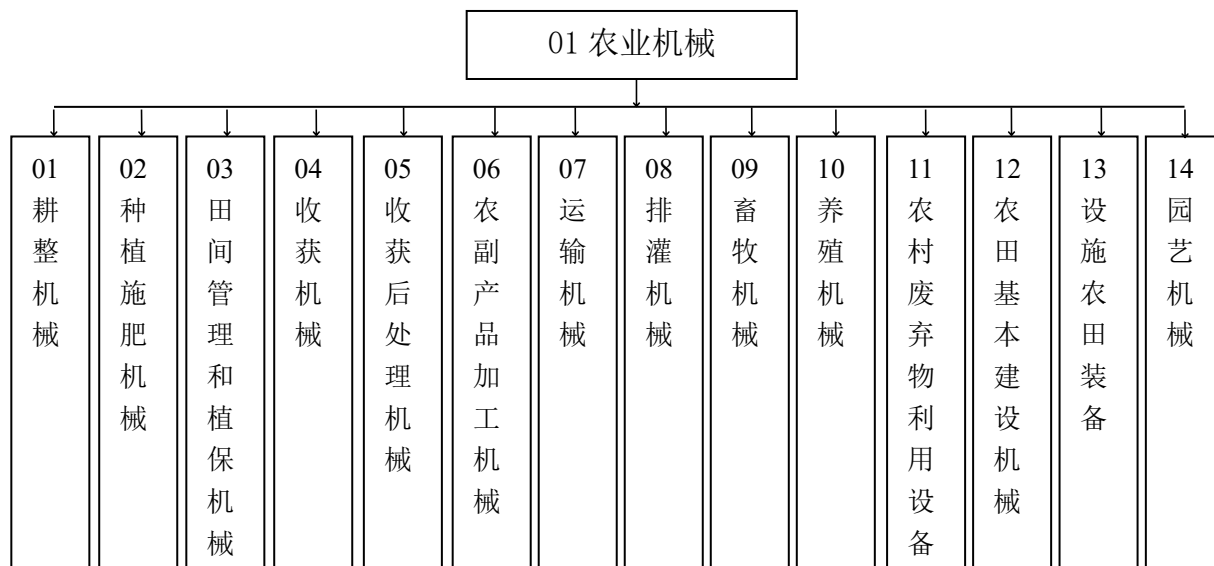 01 农业机械
01 耕整机械
02 种植施肥机械
03 田间管理和植保机械
04 收获机械
05 收获后处理机械
06 农副产品加工机械
07 运输机械
08 排灌机械
09 畜牧机械
10 养殖机械
11 农村废弃物利用设备
12 农田基本建设机械
13 设施农田装备
14 园艺机械